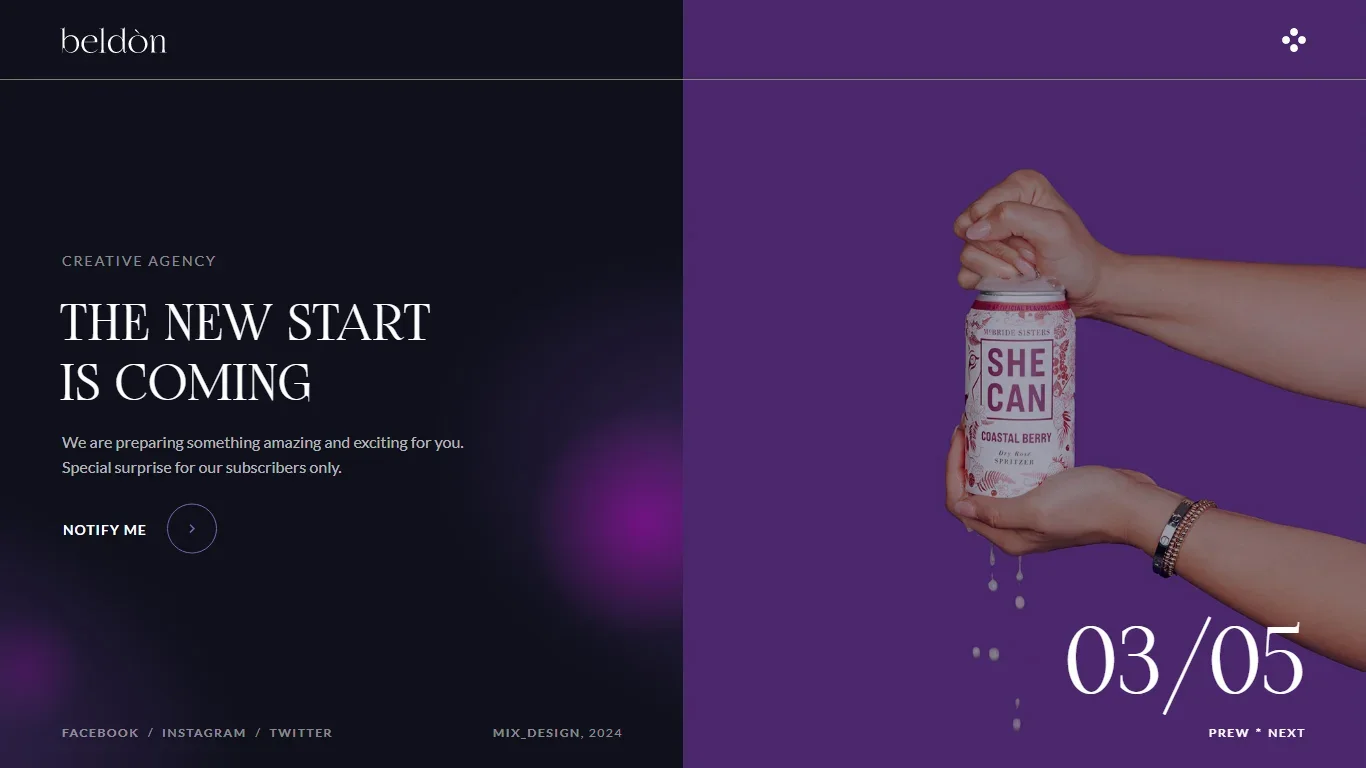 beldòn
CREATIVE AGENCY
THE NEW START
IS COMING
We are preparing something amazing and exciting for you.
Special surprise for our subscribers only.
NOTIFY ME
FACEBOOK / INSTAGRAM / TWITTER
MIX_DESIGN, 2024
McBRIDE SISTERS
SHE
CAN
COASTAL BERRY
Dry Rosé
SPRITZER
03/05
PREW * NEXT